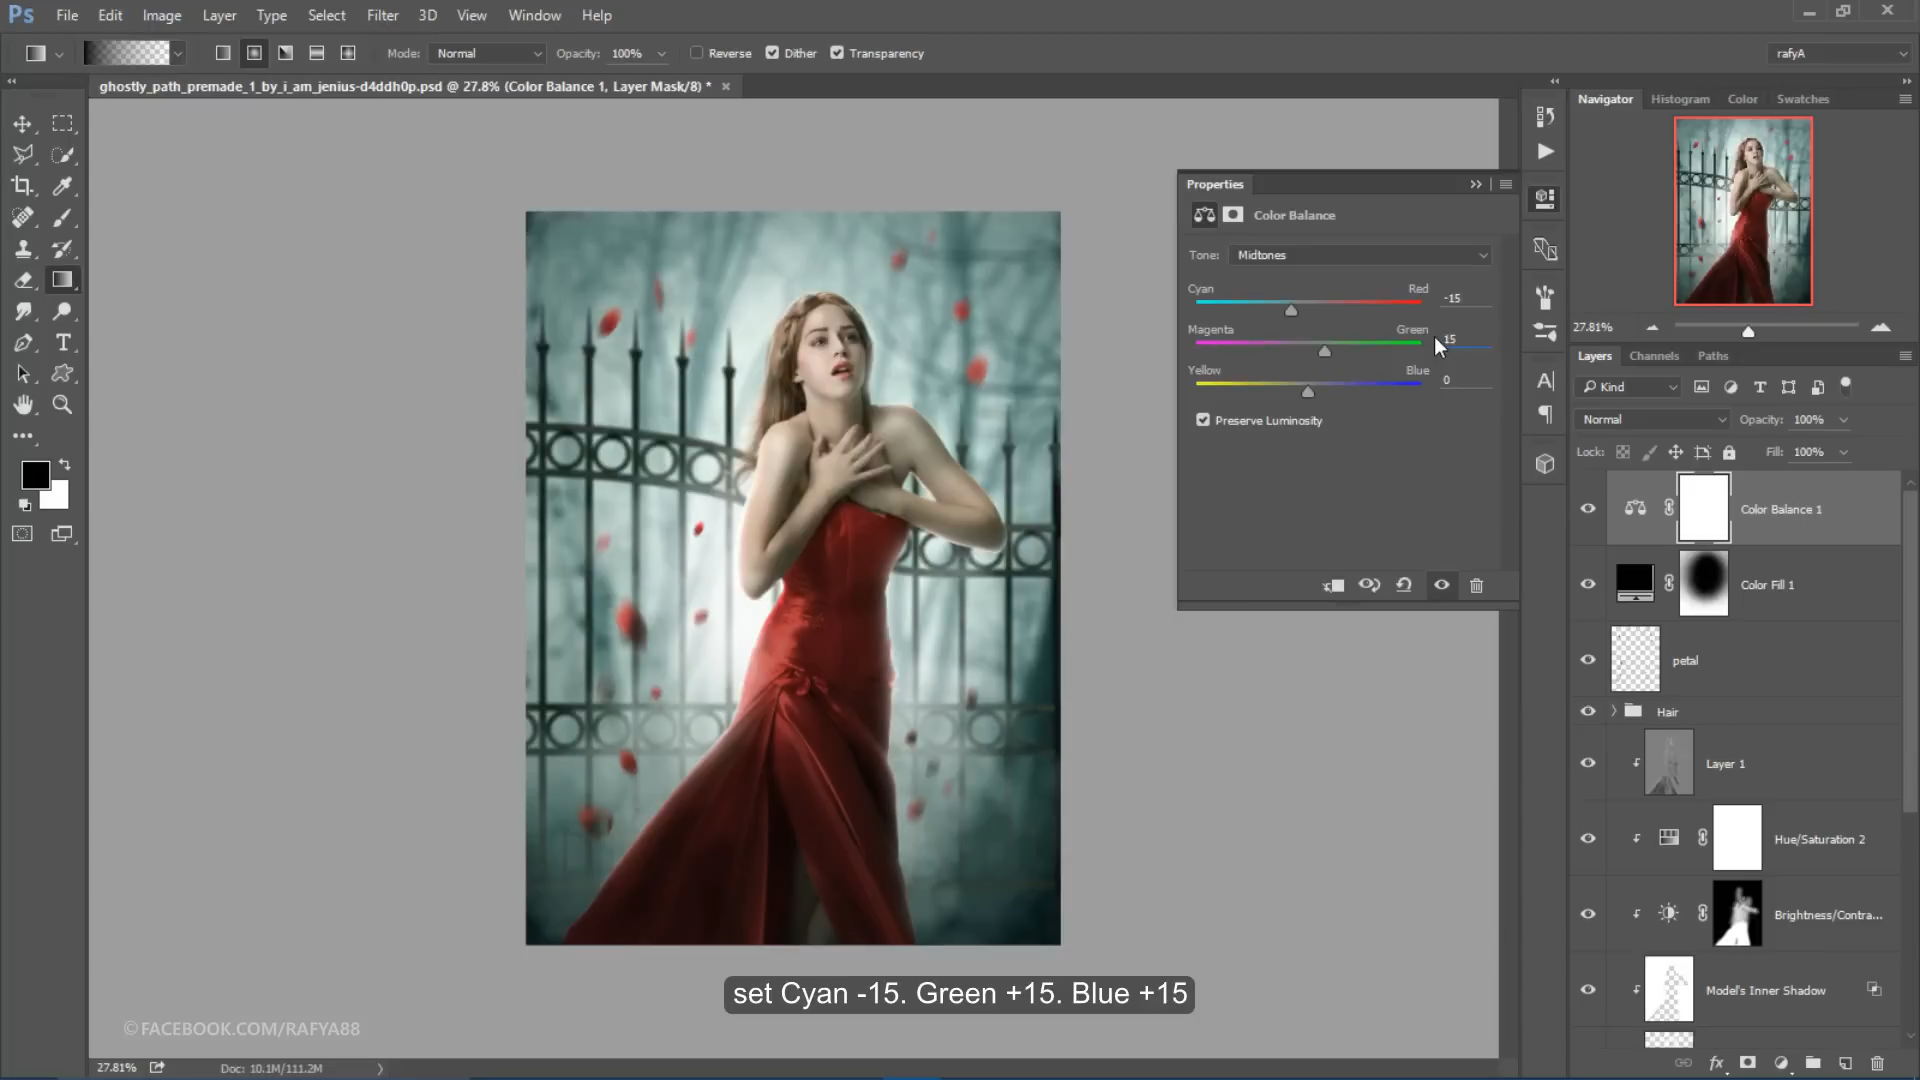 Ps File Edit Image Layer Type Select Filter 3D View Window Help
Mode: Normal Opacity: 100% Reverse Dither Transparency rafyA
ghostly_path_premade_1_by_i_am_jenius-d4ddh0p.psd @ 27.8% (Color Balance 1, Layer Mask/8) *
Navigator Histogram Color Swatches
27.81%
Properties
Color Balance
Tone: Midtones
Cyan Red -15
Magenta Green 15
Yellow Blue 0
Preserve Luminosity
Layers Channels Paths
Kind
Normal Opacity: 100%
Lock: Fill: 100%
Color Balance 1
Color Fill 1
petal
Hair
Layer 1
Hue/Saturation 2
Brightness/Contra...
Model's Inner Shadow
fx
set Cyan -15. Green +15. Blue +15
©FACEBOOK.COM/RAFYA88
27.81% Doc: 10.1M/111.2M